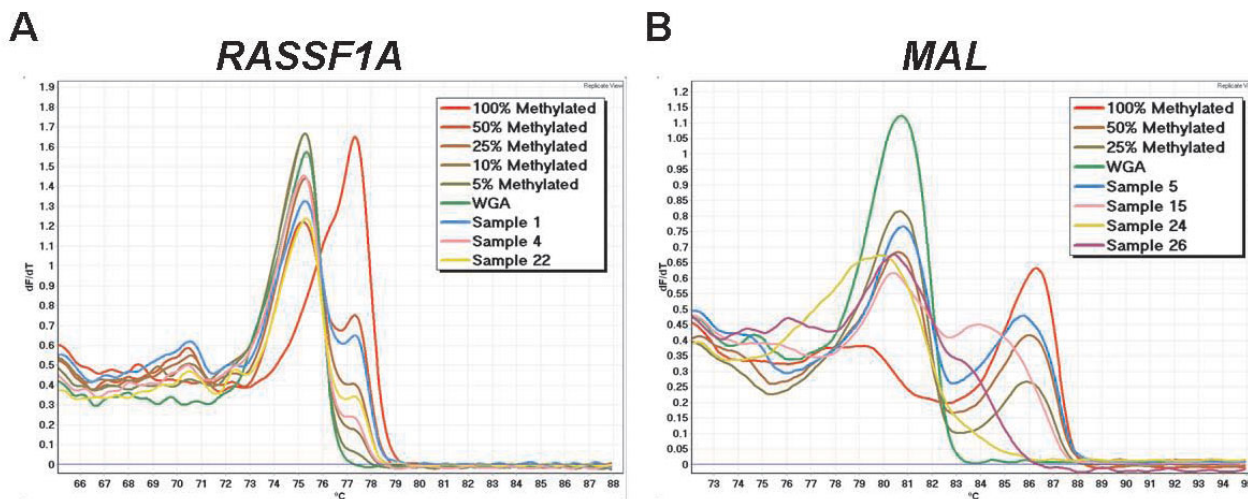 A
RASSF1A
Replicate View
1.9
1.8
1.7
1.6
1.5
1.4
1.3
1.2
1.1
1
0.9
0.8
0.7
0.6
0.5
0.4
0.3
0.2
0.1
0
dF/dT
100% Methylated
50% Methylated
25% Methylated
10% Methylated
5% Methylated
WGA
Sample 1
Sample 4
Sample 22
66 67 68 69 70 71 72 73 74 75 76 77 78 79 80 81 82 83 84 85 86 87 88
°C
B
MAL
Replicate View
1.2
1.15
1.1
1.05
1
0.95
0.9
0.85
0.8
0.75
0.7
0.65
0.6
0.55
0.5
0.45
0.4
0.35
0.3
0.25
0.2
0.15
0.1
0.05
0
dF/dT
100% Methylated
50% Methylated
25% Methylated
WGA
Sample 5
Sample 15
Sample 24
Sample 26
73 74 75 76 77 78 79 80 81 82 83 84 85 86 87 88 89 90 91 92 93 94
°C